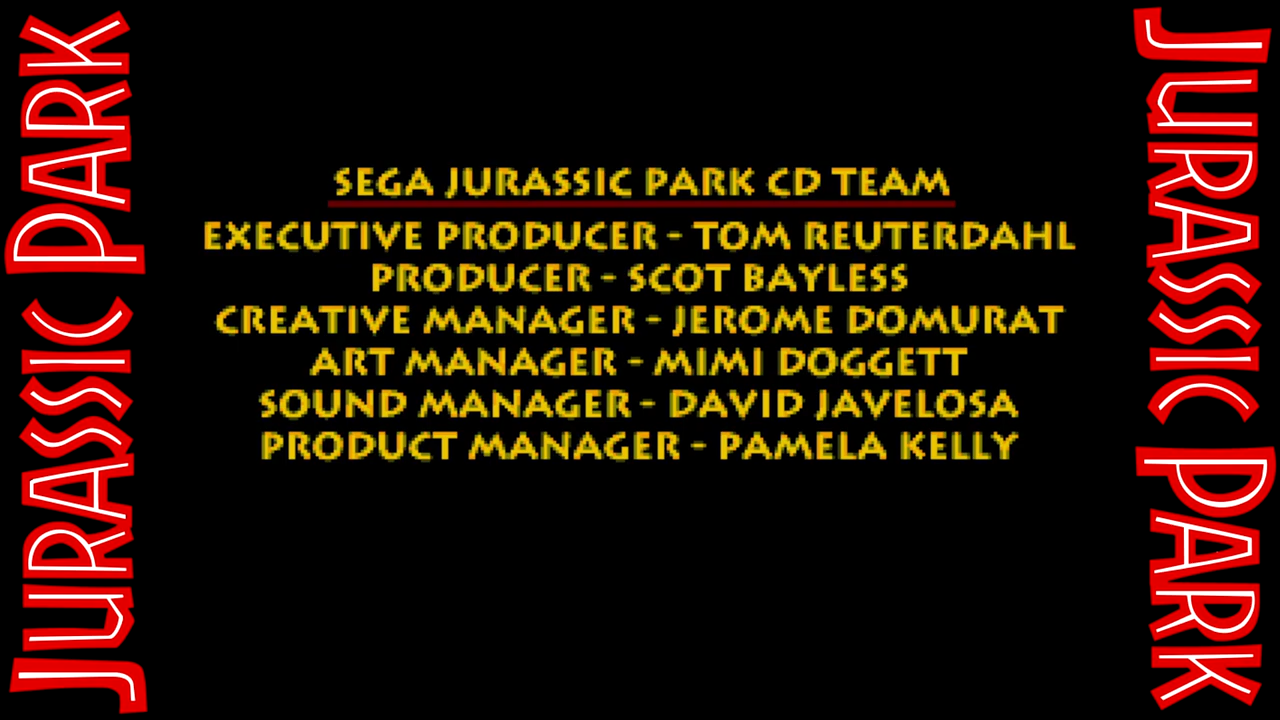 JURASSIC PARK
SEGA JURASSIC PARK CD TEAM
EXECUTIVE PRODUCER - TOM REUTERDAHL
PRODUCER - SCOT BAYLESS
CREATIVE MANAGER - JEROME DOMURAT
ART MANAGER - MIMI DOGGETT
SOUND MANAGER - DAVID JAVELOSA
PRODUCT MANAGER - PAMELA KELLY
JURASSIC PARK